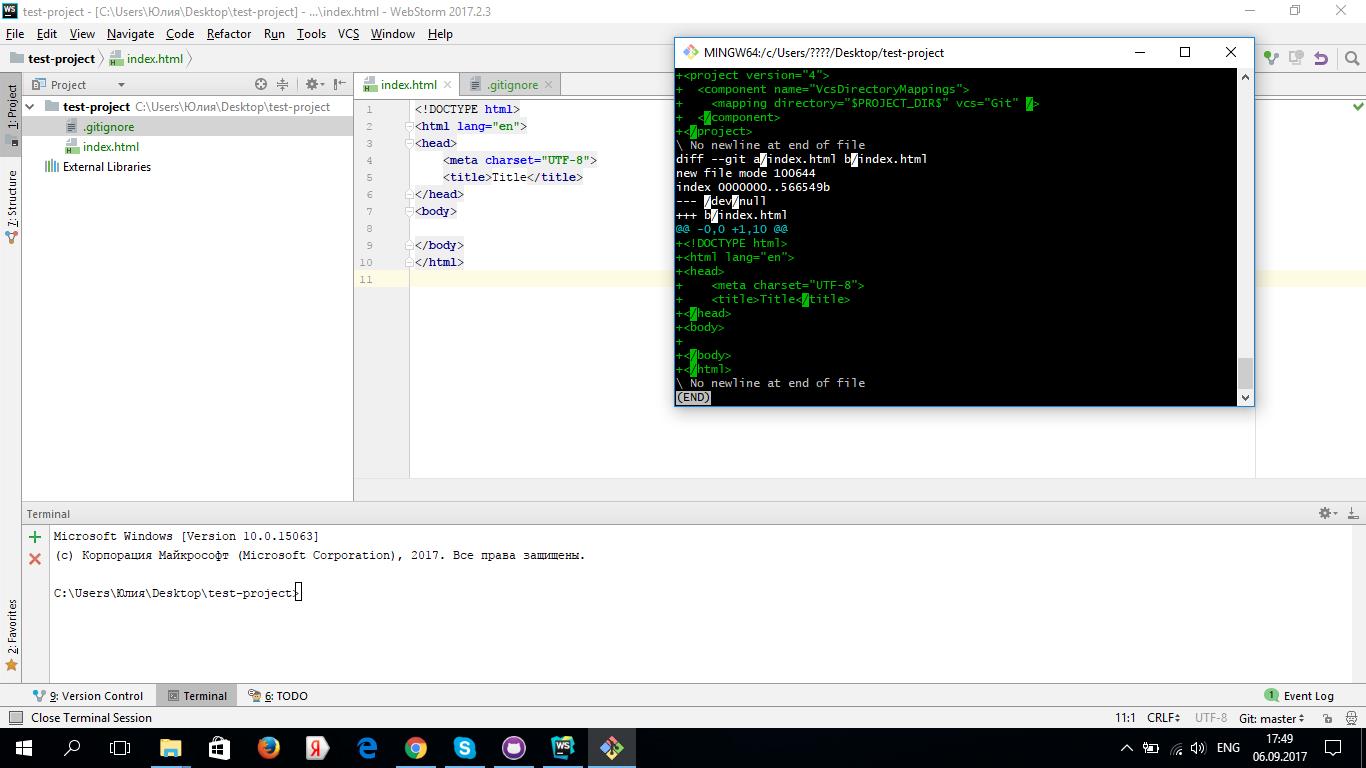 test-project - [C:\Users\Юлия\Desktop\test-project] - ...\index.html - WebStorm 2017.2.3
File Edit View Navigate Code Refactor Run Tools VCS Window Help
test-project index.html
1: Project
7: Structure
2: Favorites
Project
test-project C:\Users\Юлия\Desktop\test-project
.gitignore
index.html
External Libraries
index.html .gitignore
1 <!DOCTYPE html>
2 <html lang="en">
3 <head>
4 <meta charset="UTF-8">
5 <title>Title</title>
6 </head>
7 <body>
8
9 </body>
10 </html>
11
MINGW64:/c/Users/????/Desktop/test-project
+<project version="4">
+  <component name="VcsDirectoryMappings">
+    <mapping directory="$PROJECT_DIR$" vcs="Git" />
+  </component>
+</project>
\ No newline at end of file
diff --git a/index.html b/index.html
new file mode 100644
index 0000000..566549b
--- /dev/null
+++ b/index.html
@@ -0,0 +1,10 @@
+<!DOCTYPE html>
+<html lang="en">
+<head>
+    <meta charset="UTF-8">
+    <title>Title</title>
+</head>
+<body>
+
+</body>
+</html>
\ No newline at end of file
(END)
Terminal
Microsoft Windows [Version 10.0.15063]
(c) Корпорация Майкрософт (Microsoft Corporation), 2017. Все права защищены.
C:\Users\Юлия\Desktop\test-project>
9: Version Control Terminal 6: TODO 1 Event Log
Close Terminal Session 11:1 CRLF UTF-8 Git: master
WS ENG 17:49
06.09.2017